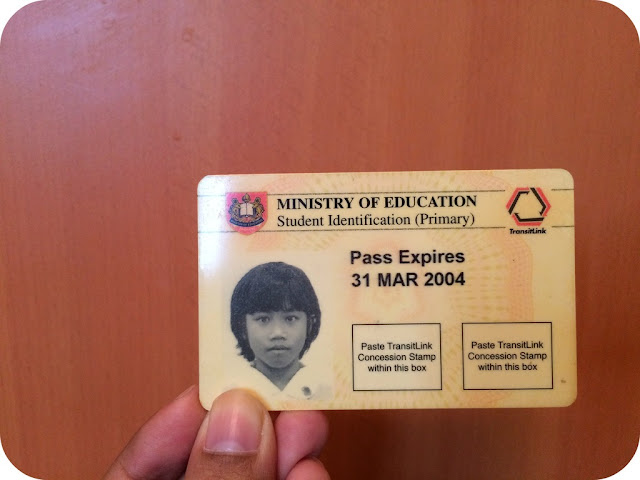 MINISTRY OF EDUCATION
Student Identification (Primary)
TransitLink
Pass Expires
31 MAR 2004
Paste TransitLink
Concession Stamp
within this box
Paste TransitLink
Concession Stamp
within this box